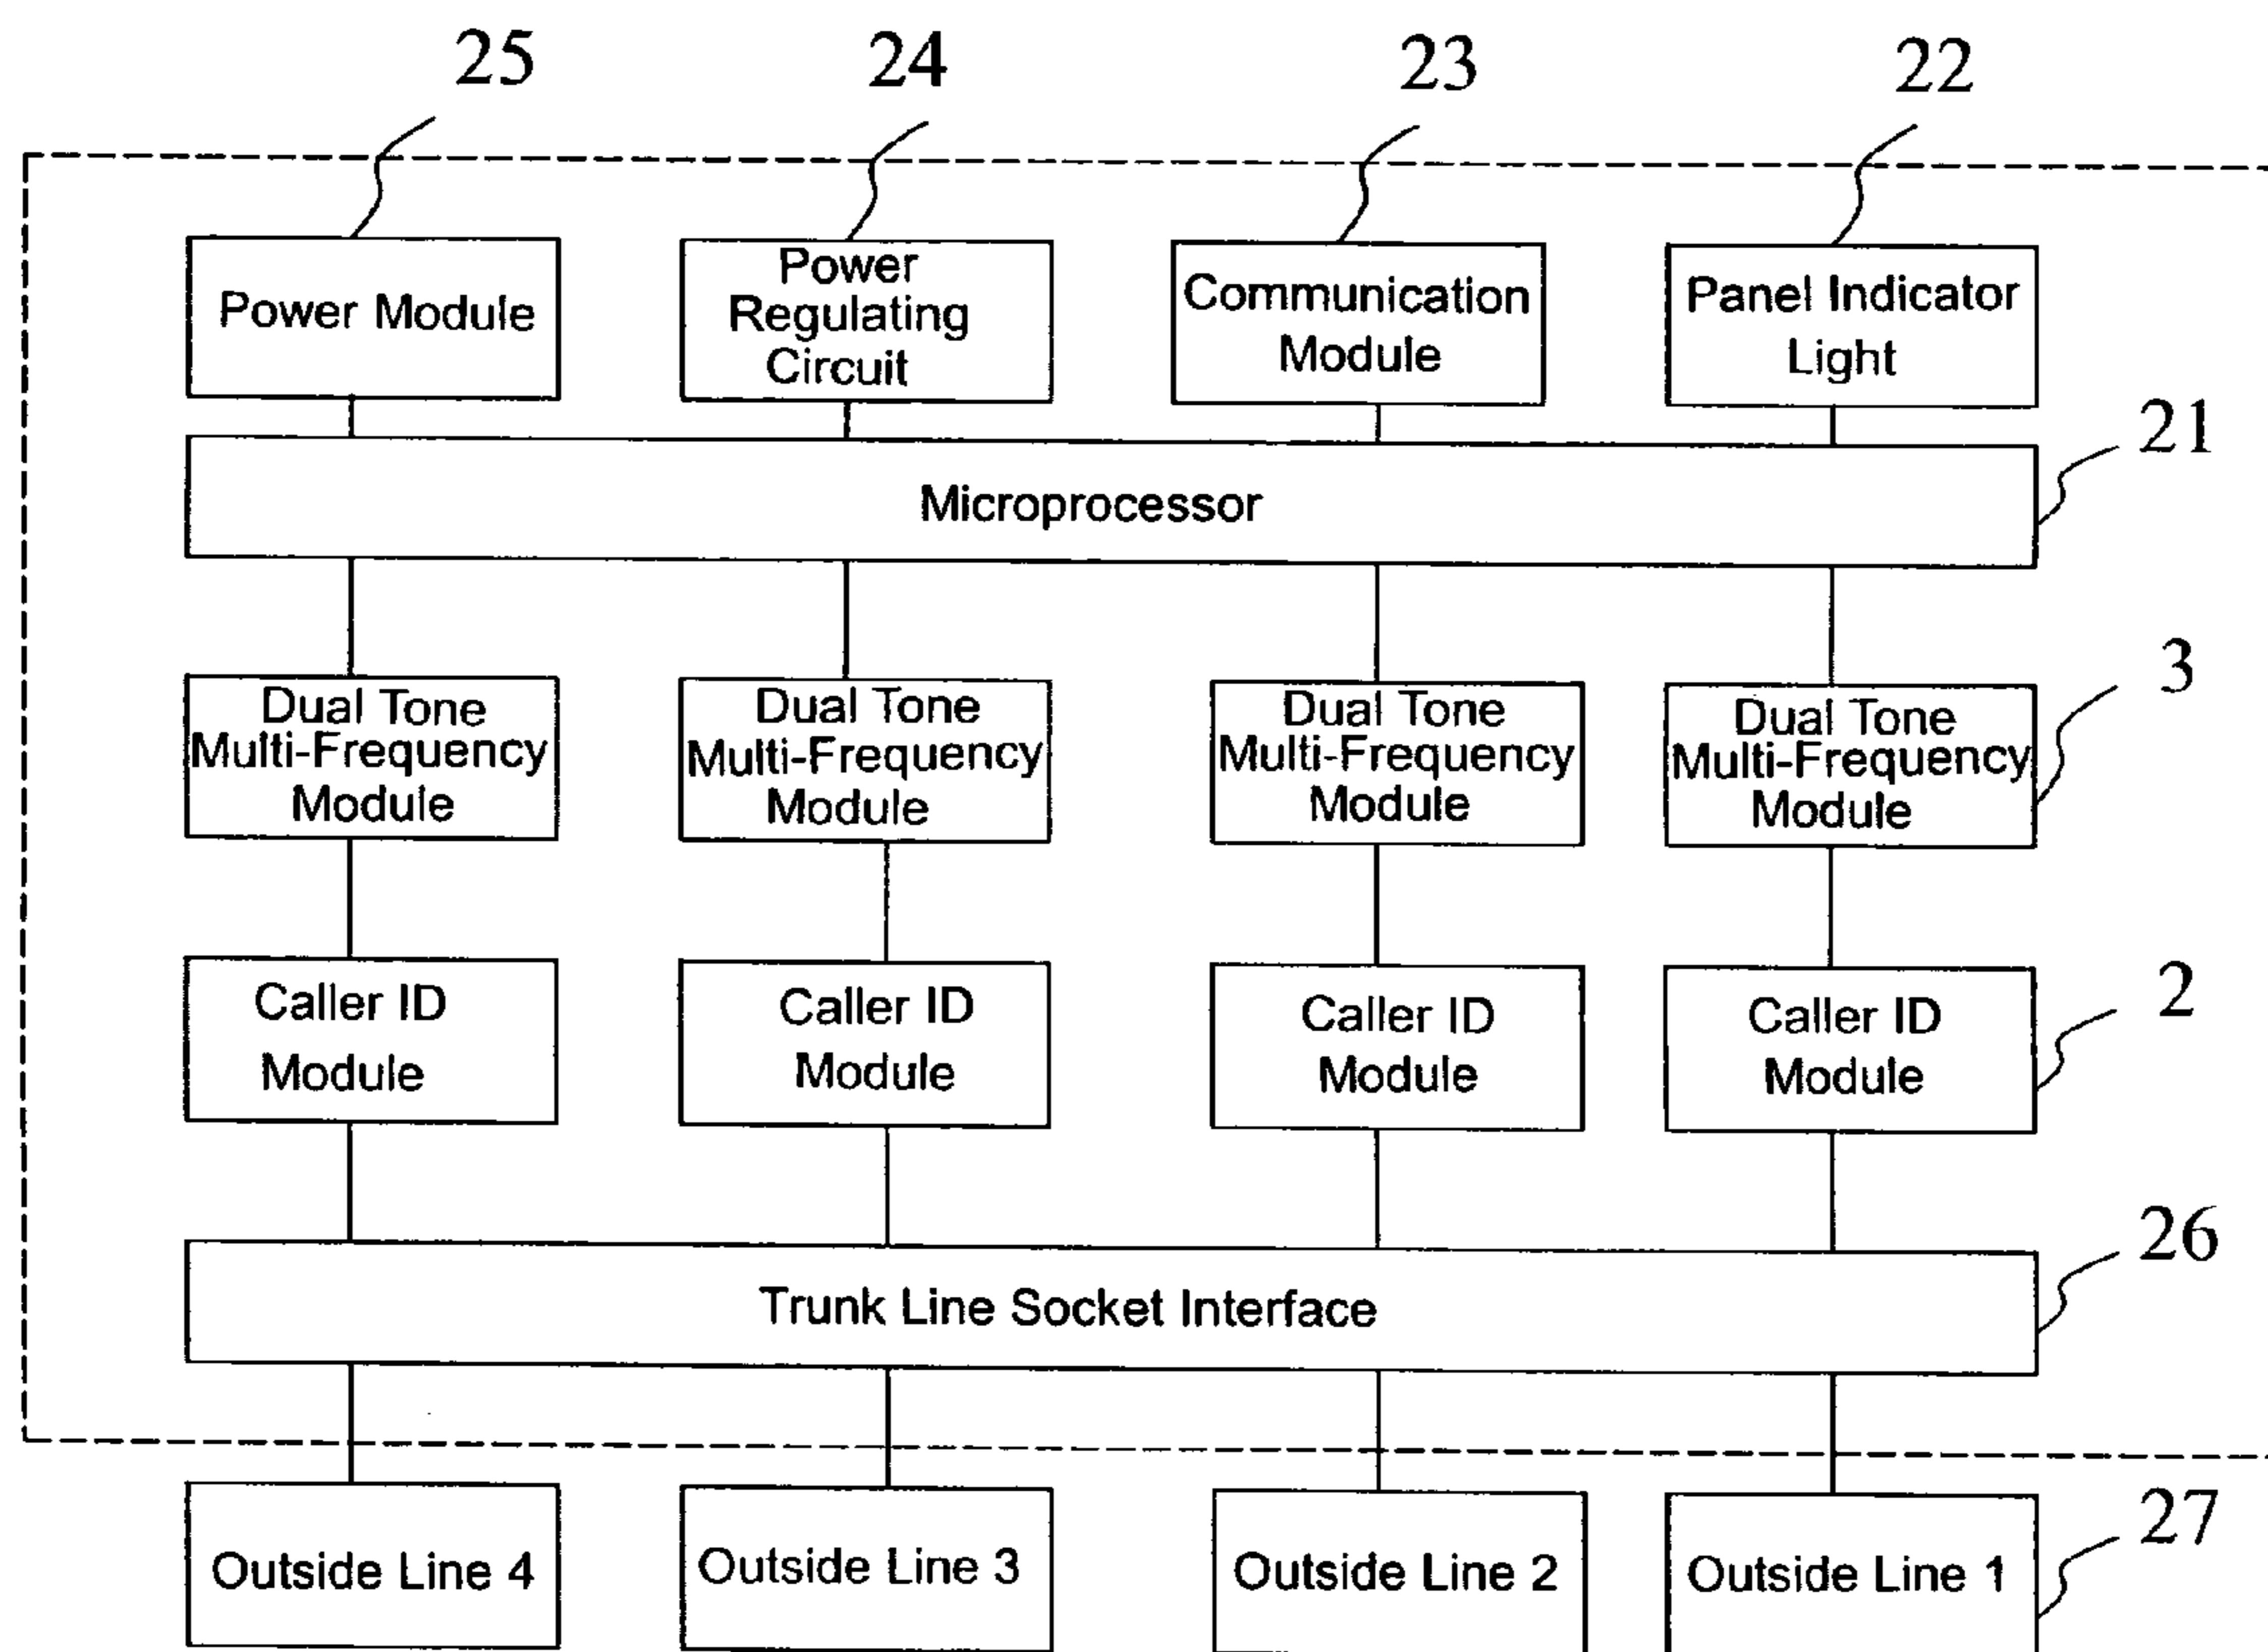 25
24
23
22
Power Module
Power
Regulating
Circuit
Communication
Module
Panel Indicator
Light
21
Microprocessor
3
Dual Tone
Multi-Frequency
Module
Dual Tone
Multi-Frequency
Module
Dual Tone
Multi-Frequency
Module
Dual Tone
Multi-Frequency
Module
2
Caller ID
Module
Caller ID
Module
Caller ID
Module
Caller ID
Module
26
Trunk Line Socket Interface
27
Outside Line 4
Outside Line 3
Outside Line 2
Outside Line 1